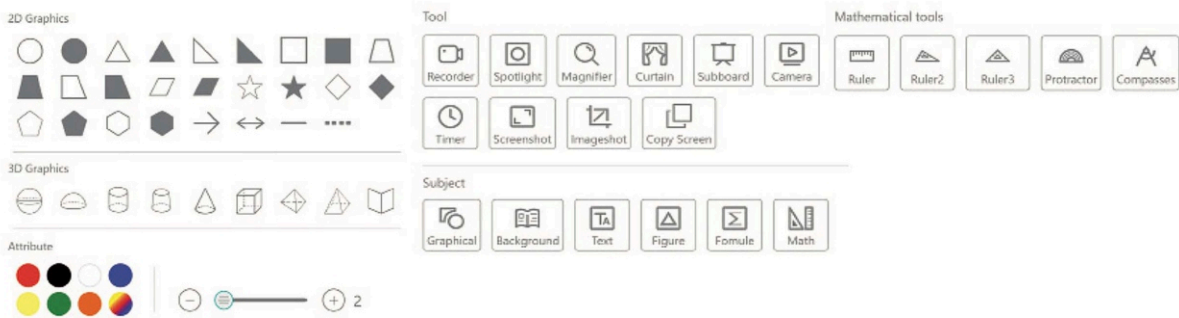 2D Graphics
3D Graphics
Attribute
2
Tool
Recorder Spotlight Magnifier Curtain Subboard Camera
Timer Screenshot Imageshot Copy Screen
Subject
Graphical Background Text Figure Fomule Math
Mathematical tools
Ruler Ruler2 Ruler3 Protractor Compasses